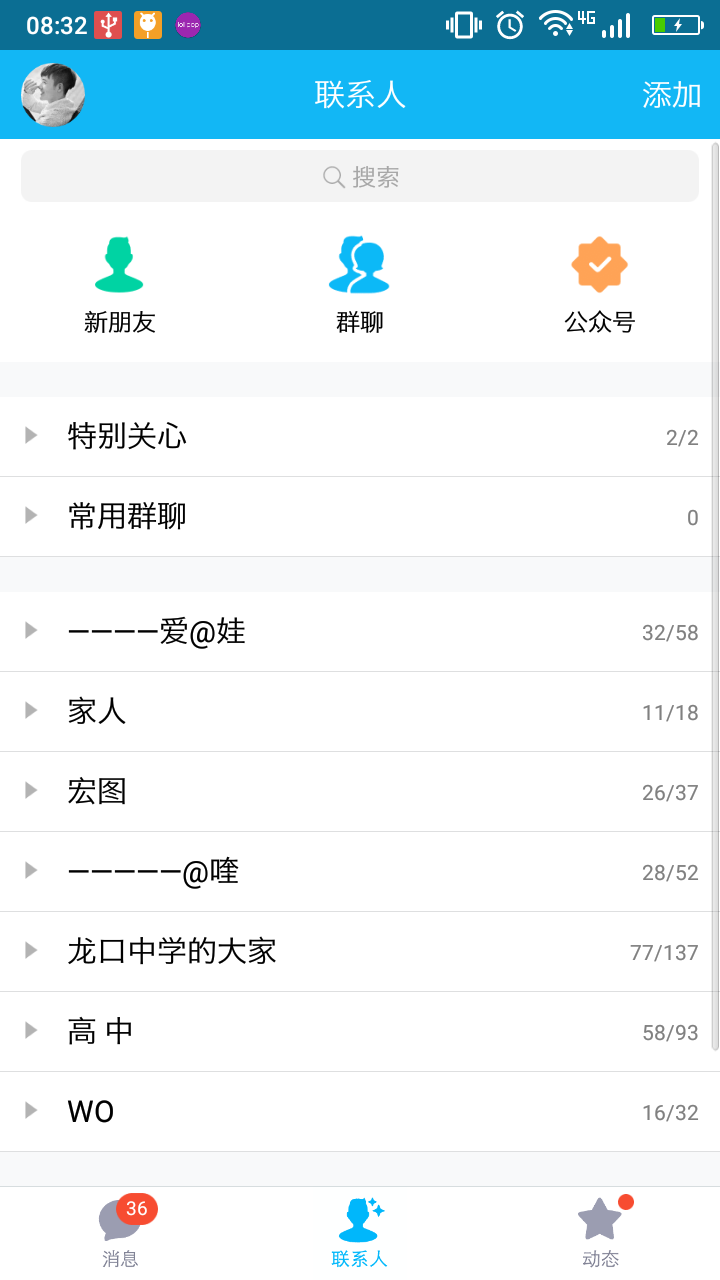 08:32 lol cap 4G
联系人 添加
搜索
新朋友 群聊 公众号
特别关心 2/2
常用群聊 0
————爱@娃 32/58
家人 11/18
宏图 26/37
—————@喹 28/52
龙口中学的大家 77/137
高 中 58/93
WO 16/32
36
消息 联系人 动态